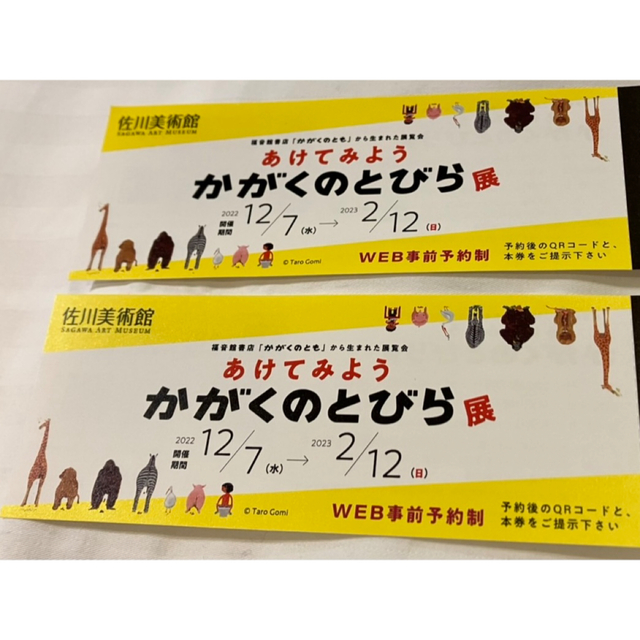 佐川美術館
SAGAWA ART MUSEUM
福音館書店「かがくのとも」から生まれた展覧会
あけてみよう
かがくのとびら展
開催期間
2022 12/7(水) → 2023 2/12(日)
© Taro Gomi
WEB事前予約制
予約後のQRコードと、
本券をご提示下さい
佐川美術館
SAGAWA ART MUSEUM
福音館書店「かがくのとも」から生まれた展覧会
あけてみよう
かがくのとびら展
開催期間
2022 12/7(水) → 2023 2/12(日)
© Taro Gomi
WEB事前予約制
予約後のQRコードと、
本券をご提示下さい